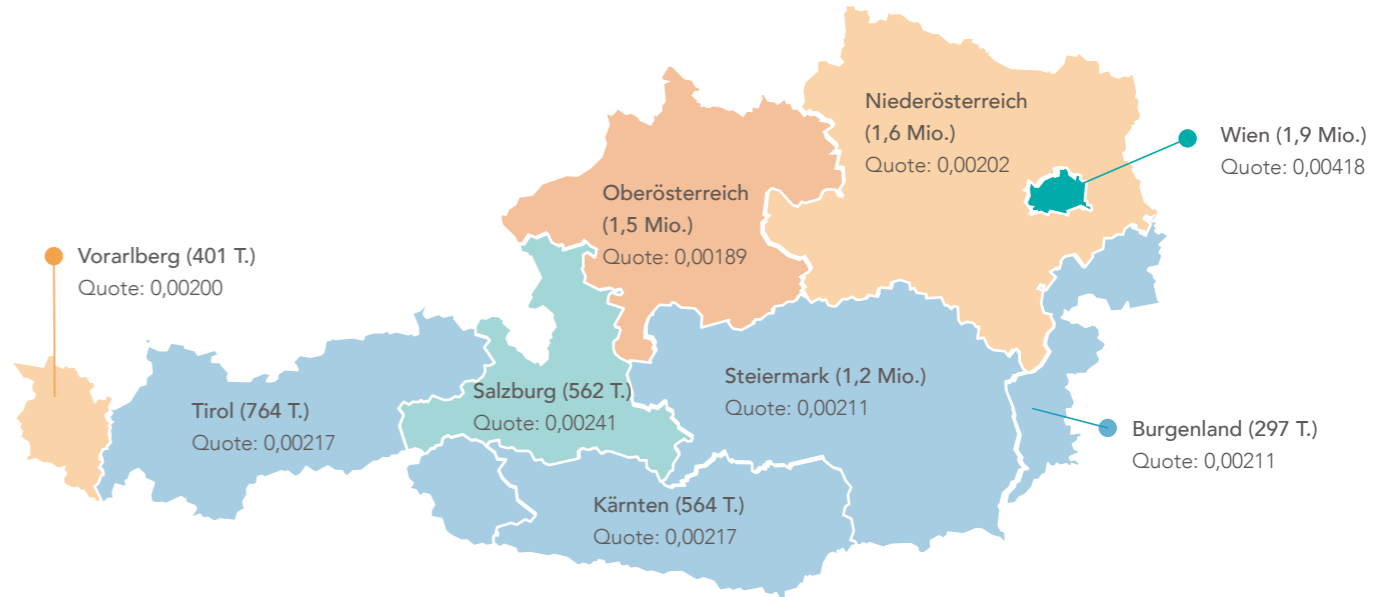 Niederösterreich
(1,6 Mio.)
Quote: 0,00202
Wien (1,9 Mio.)
Quote: 0,00418
Oberösterreich
(1,5 Mio.)
Quote: 0,00189
Vorarlberg (401 T.)
Quote: 0,00200
Tirol (764 T.)
Quote: 0,00217
Salzburg (562 T.)
Quote: 0,00241
Steiermark (1,2 Mio.)
Quote: 0,00211
Burgenland (297 T.)
Quote: 0,00211
Kärnten (564 T.)
Quote: 0,00217